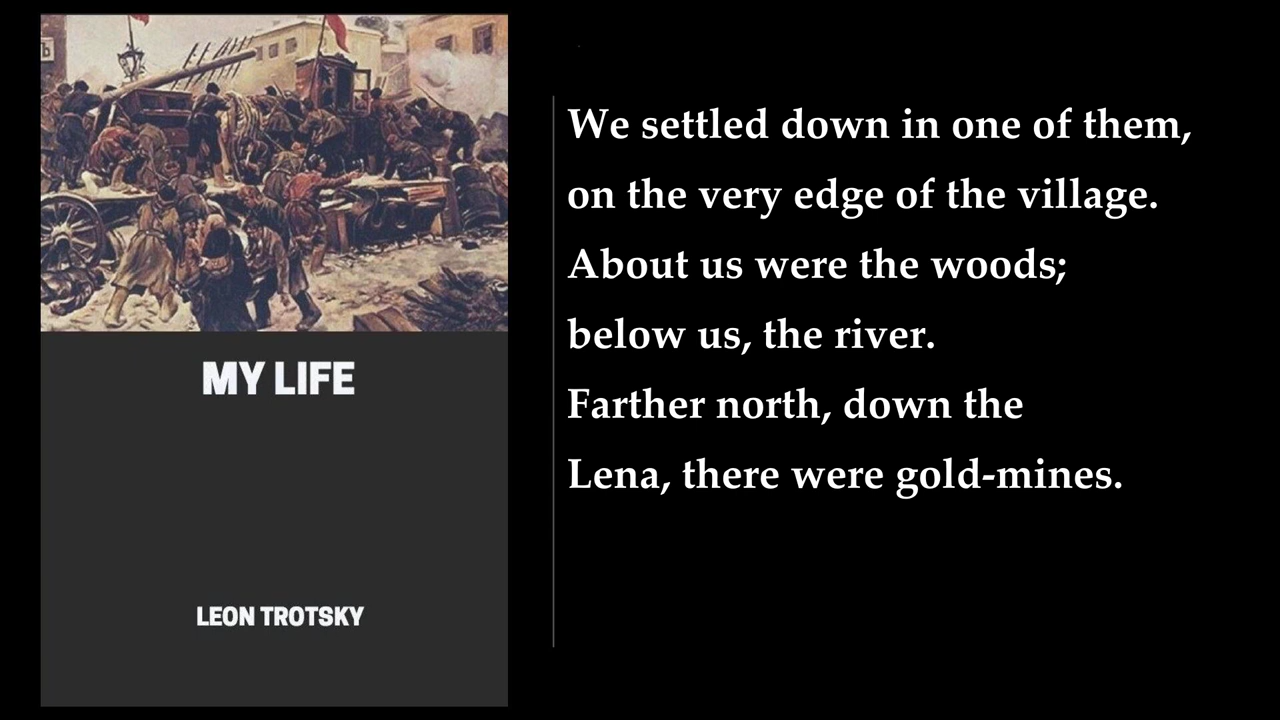 Ъ
MY LIFE
LEON TROTSKY
We settled down in one of them,
on the very edge of the village.
About us were the woods;
below us, the river.
Farther north, down the
Lena, there were gold-mines.